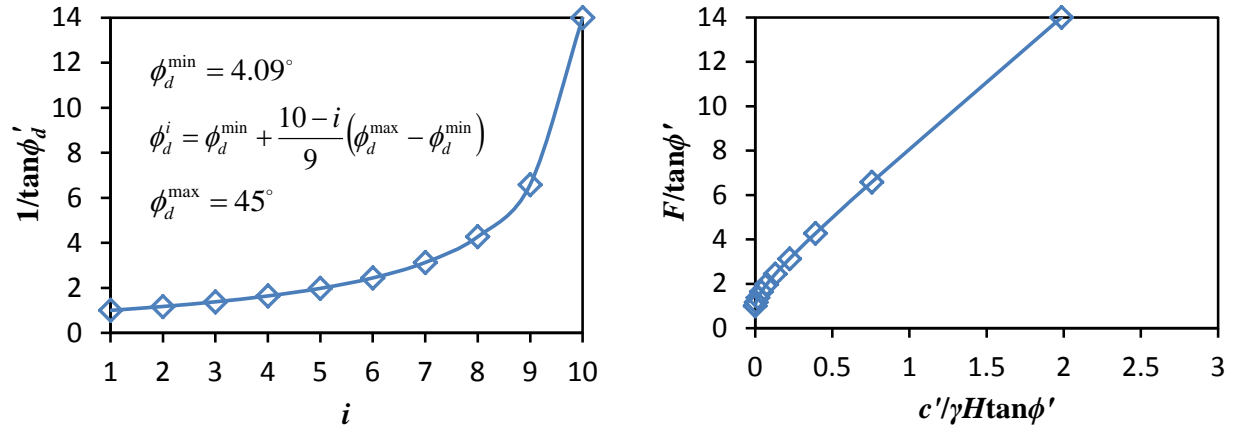 14
12
10
8
6
4
2
0
1/tanϕ′d
ϕ_d^min = 4.09°
ϕ_d^i = ϕ_d^min + (10 − i)/9 (ϕ_d^max − ϕ_d^min)
ϕ_d^max = 45°
1 2 3 4 5 6 7 8 9 10
i
14
12
10
8
6
4
2
0
F/tanϕ′
0 0.5 1 1.5 2 2.5 3
c′/γHtanϕ′